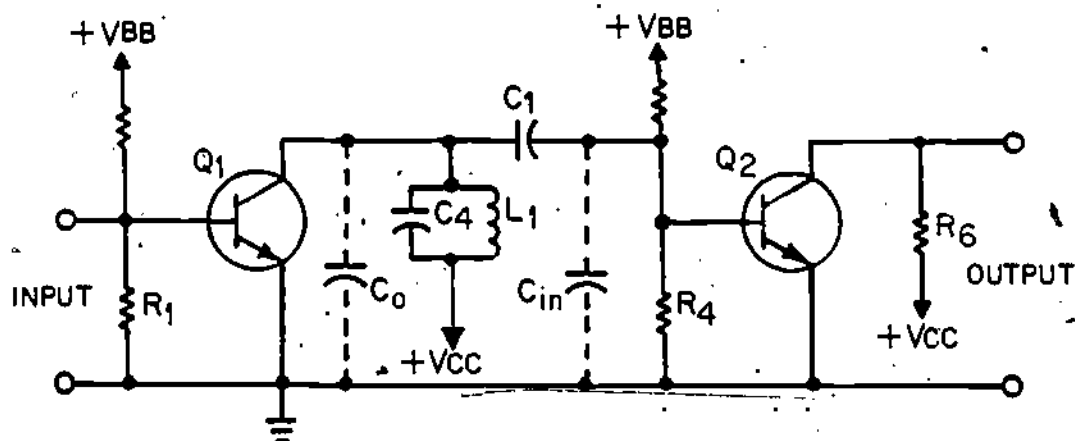 + VBB
+ VBB
C1
Q1
Q2
C4
L1
R6
INPUT
R1
Co
Cin
R4
OUTPUT
+VCC
+VCC